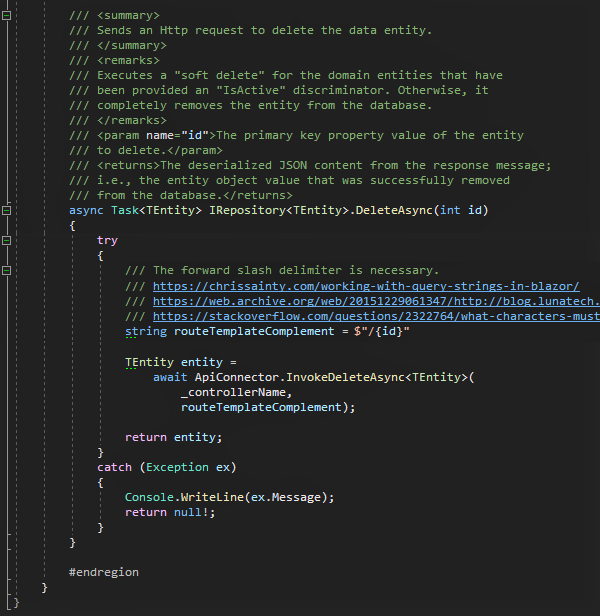 /// <summary>
/// Sends an Http request to delete the data entity.
/// </summary>
/// <remarks>
/// Executes a "soft delete" for the domain entities that have
/// been provided an "IsActive" discriminator. Otherwise, it
/// completely removes the entity from the database.
/// </remarks>
/// <param name="id">The primary key property value of the entity
/// to delete.</param>
/// <returns>The deserialized JSON content from the response message;
/// i.e., the entity object value that was successfully removed
/// from the database.</returns>
async Task<TEntity> IRepository<TEntity>.DeleteAsync(int id)
{
try
{
/// The forward slash delimiter is necessary.
/// https://chrissainty.com/working-with-query-strings-in-blazor/
/// https://web.archive.org/web/20151229061347/http://blog.lunatech.
/// https://stackoverflow.com/questions/2322764/what-characters-must
string routeTemplateComplement = $"/{id}"
TEntity entity =
await ApiConnector.InvokeDeleteAsync<TEntity>(
_controllerName,
routeTemplateComplement);
return entity;
}
catch (Exception ex)
{
Console.WriteLine(ex.Message);
return null!;
}
}
#endregion
}
}